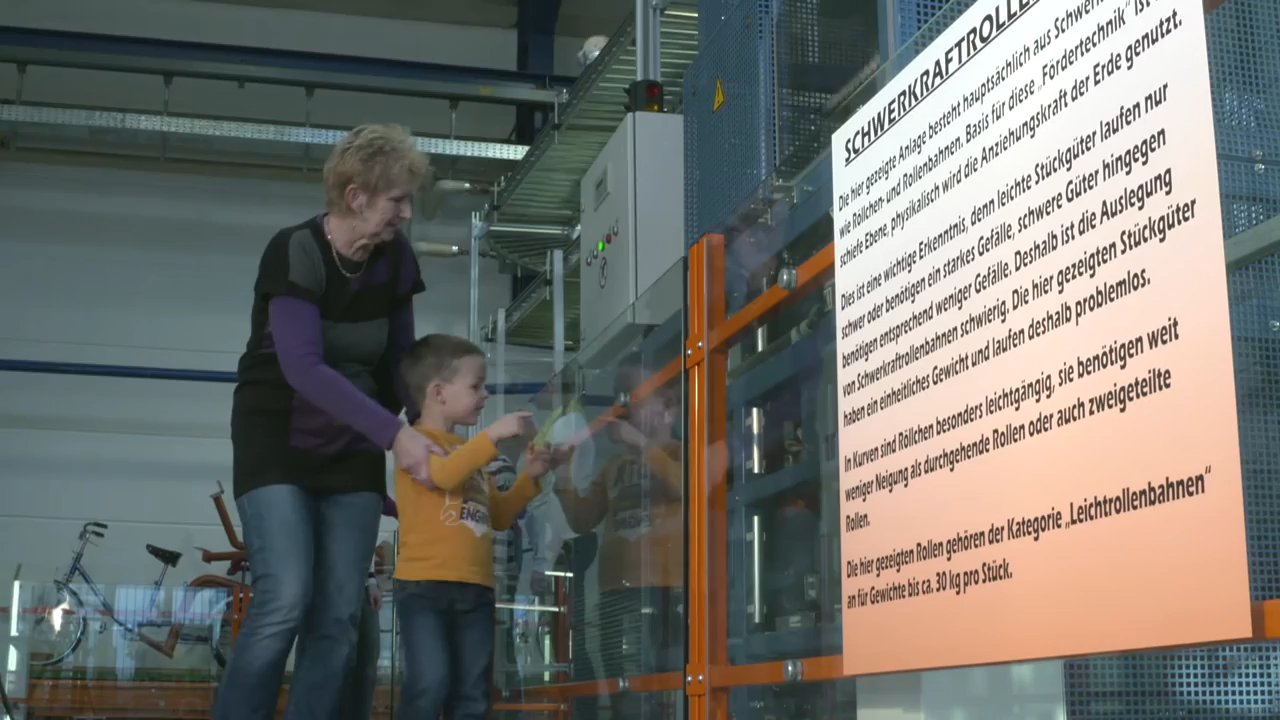 SCHWERKRAFTROLLE
Die hier gezeigte Anlage besteht hauptsächlich aus Schwerk
wie Röllchen- und Rollenbahnen. Basis für diese „Fördertechnik“ ist
schiefe Ebene, physikalisch wird die Anziehungskraft der Erde genutzt.
Dies ist eine wichtige Erkenntnis, denn leichte Stückgüter laufen nur
schwer oder benötigen ein starkes Gefälle, schwere Güter hingegen
benötigen entsprechend weniger Gefälle. Deshalb ist die Auslegung
von Schwerkraftrollenbahnen schwierig. Die hier gezeigten Stückgüter
haben ein einheitliches Gewicht und laufen deshalb problemlos.
In Kurven sind Röllchen besonders leichtgängig, sie benötigen weit
weniger Neigung als durchgehende Rollen oder auch zweigeteilte
Rollen.
Die hier gezeigten Rollen gehören der Kategorie „Leichtrollenbahnen“
an für Gewichte bis ca. 30 kg pro Stück.